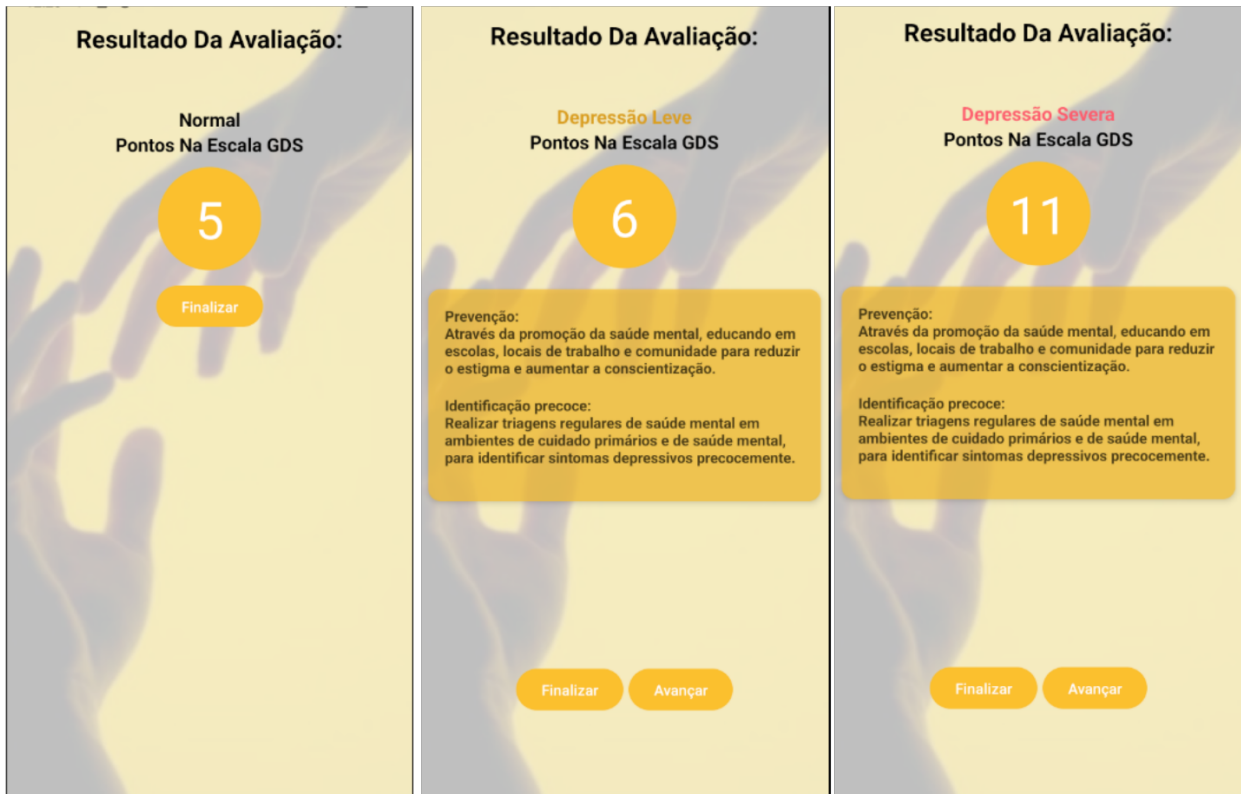 Resultado Da Avaliação:
Normal
Pontos Na Escala GDS
5
Finalizar
Resultado Da Avaliação:
Depressão Leve
Pontos Na Escala GDS
6
Prevenção:
Através da promoção da saúde mental, educando em
escolas, locais de trabalho e comunidade para reduzir
o estigma e aumentar a conscientização.
Identificação precoce:
Realizar triagens regulares de saúde mental em
ambientes de cuidado primários e de saúde mental,
para identificar sintomas depressivos precocemente.
Finalizar
Avançar
Resultado Da Avaliação:
Depressão Severa
Pontos Na Escala GDS
11
Prevenção:
Através da promoção da saúde mental, educando em
escolas, locais de trabalho e comunidade para reduzir
o estigma e aumentar a conscientização.
Identificação precoce:
Realizar triagens regulares de saúde mental em
ambientes de cuidado primários e de saúde mental,
para identificar sintomas depressivos precocemente.
Finalizar
Avançar